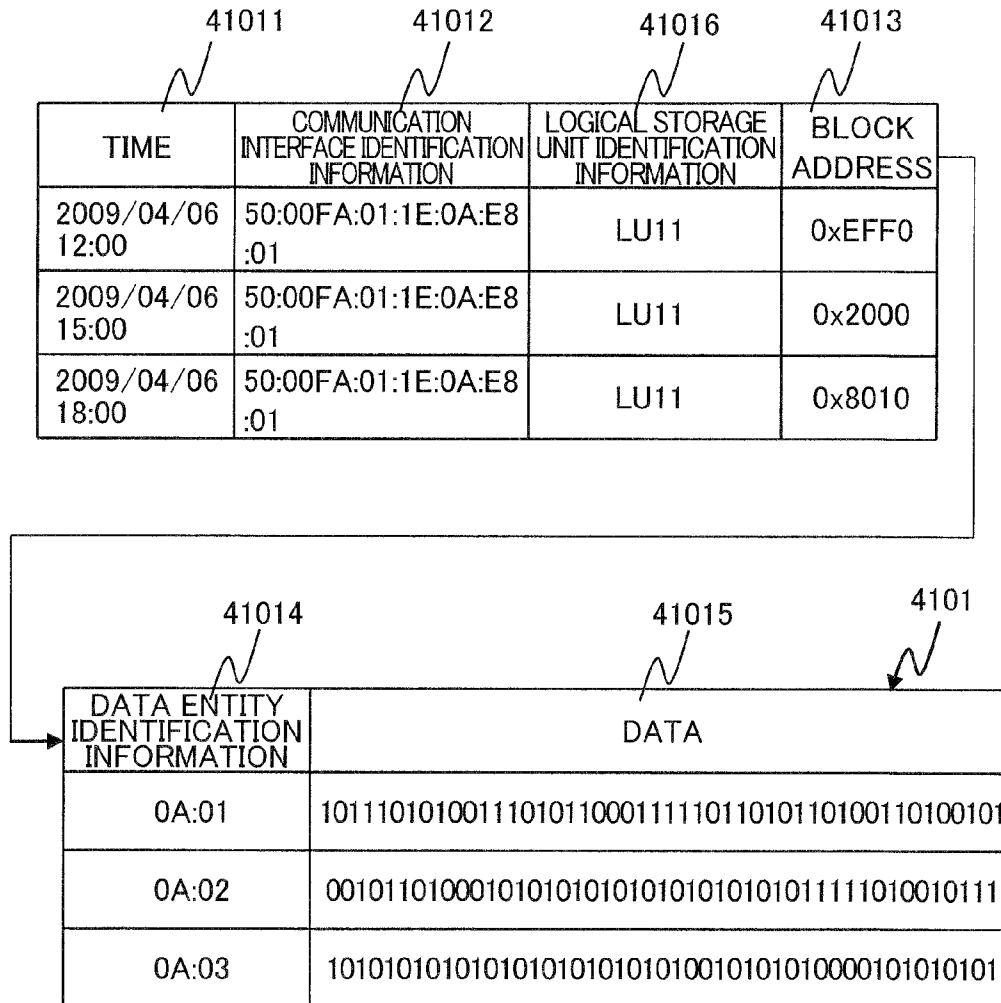 41011 41012 41016 41013
TIME
COMMUNICATION
INTERFACE IDENTIFICATION
INFORMATION
LOGICAL STORAGE
UNIT IDENTIFICATION
INFORMATION
BLOCK
ADDRESS
2009/04/06
12:00
50:00FA:01:1E:0A:E8
:01
LU11
0xEFF0
2009/04/06
15:00
50:00FA:01:1E:0A:E8
:01
LU11
0x2000
2009/04/06
18:00
50:00FA:01:1E:0A:E8
:01
LU11
0x8010
41014 41015 4101
DATA ENTITY
IDENTIFICATION
INFORMATION
DATA
0A:01
0A:02
0A:03